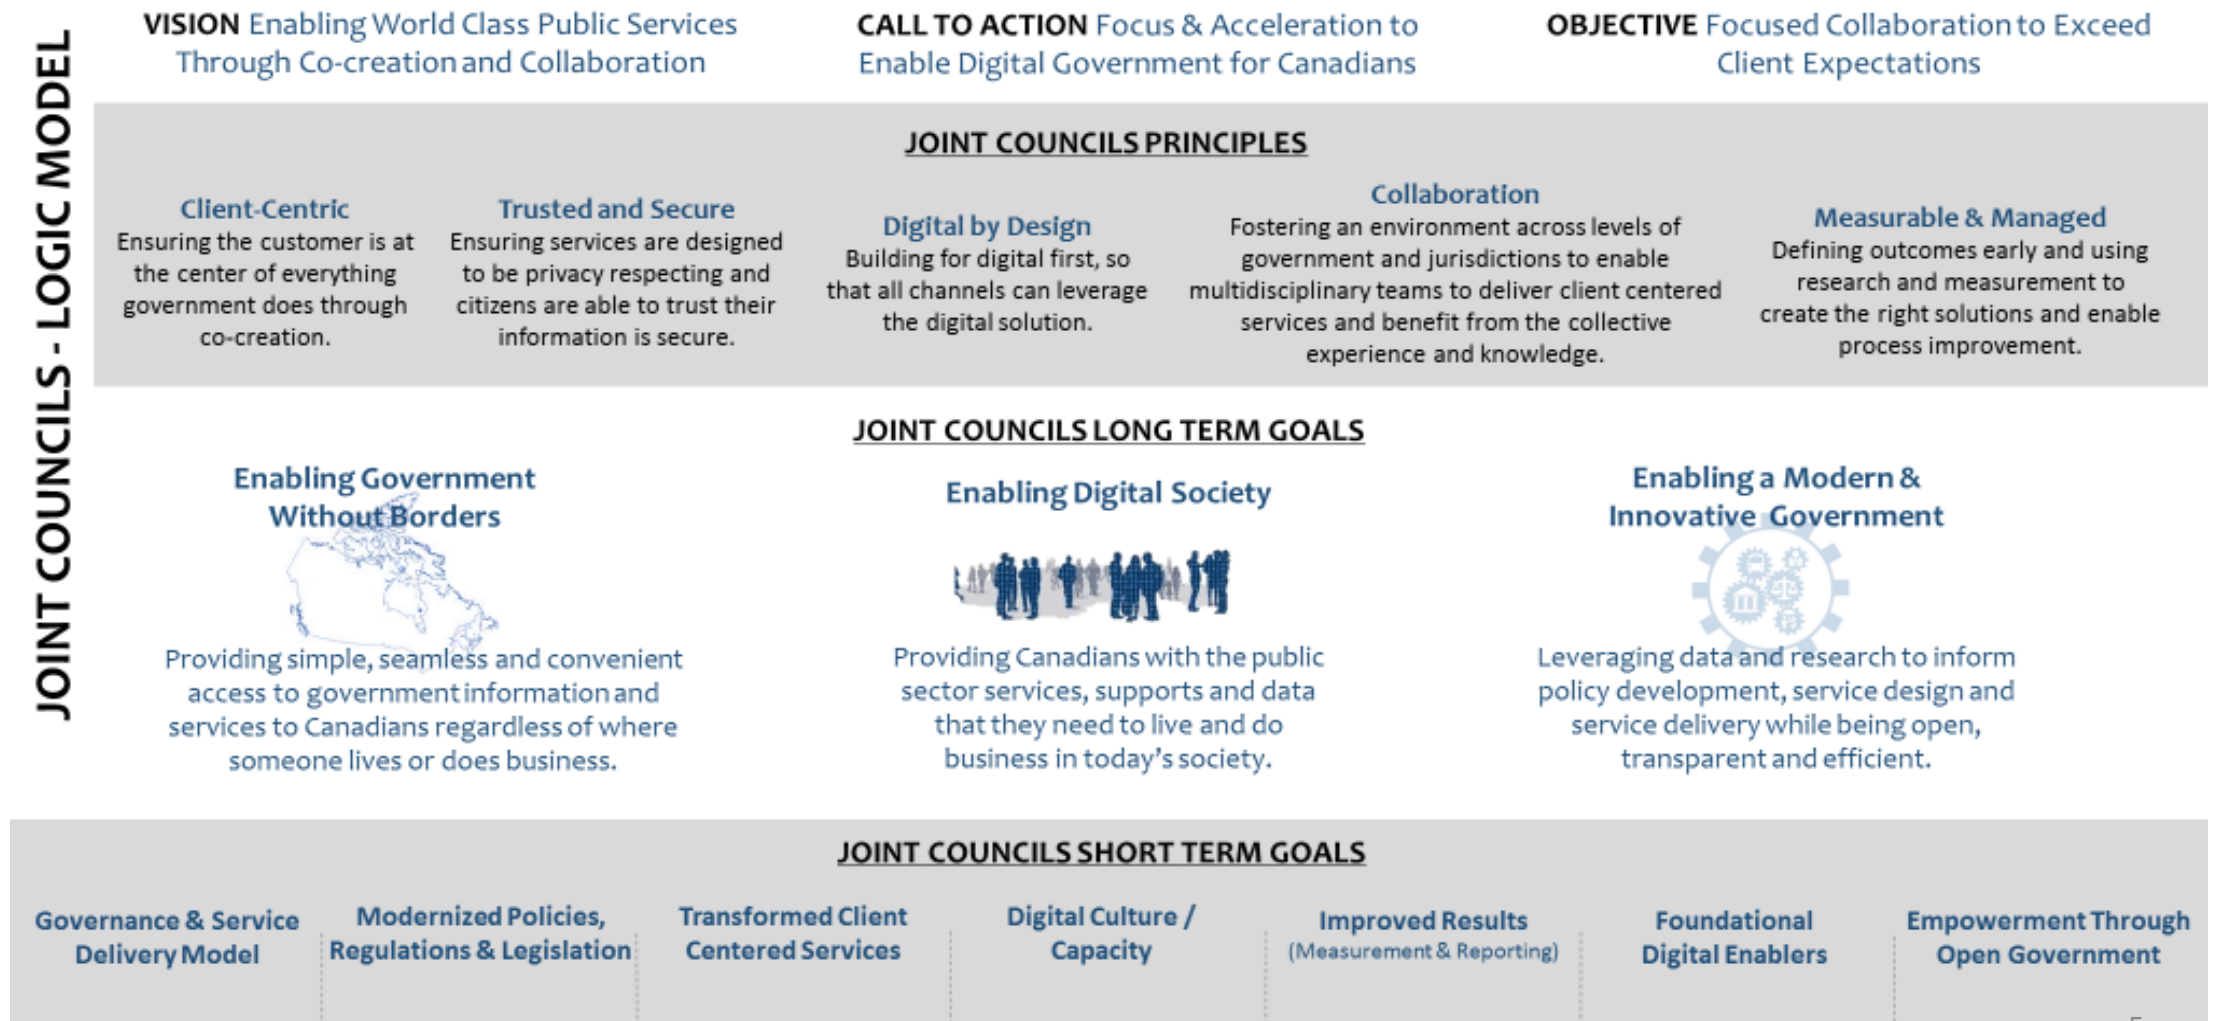 JOINT COUNCILS - LOGIC MODEL
VISION Enabling World Class Public Services
Through Co-creation and Collaboration
CALL TO ACTION Focus & Acceleration to
Enable Digital Government for Canadians
OBJECTIVE Focused Collaboration to Exceed
Client Expectations
JOINT COUNCILS PRINCIPLES
Client-Centric
Ensuring the customer is at
the center of everything
government does through
co-creation.
Trusted and Secure
Ensuring services are designed
to be privacy respecting and
citizens are able to trust their
information is secure.
Digital by Design
Building for digital first, so
that all channels can leverage
the digital solution.
Collaboration
Fostering an environment across levels of
government and jurisdictions to enable
multidisciplinary teams to deliver client centered
services and benefit from the collective
experience and knowledge.
Measurable & Managed
Defining outcomes early and using
research and measurement to
create the right solutions and enable
process improvement.
JOINT COUNCILS LONG TERM GOALS
Enabling Government
Without Borders
Providing simple, seamless and convenient
access to government information and
services to Canadians regardless of where
someone lives or does business.
Enabling Digital Society
Providing Canadians with the public
sector services, supports and data
that they need to live and do
business in today's society.
Enabling a Modern &
Innovative Government
Leveraging data and research to inform
policy development, service design and
service delivery while being open,
transparent and efficient.
JOINT COUNCILS SHORT TERM GOALS
Governance & Service
Delivery Model
Modernized Policies,
Regulations & Legislation
Transformed Client
Centered Services
Digital Culture /
Capacity
Improved Results
(Measurement & Reporting)
Foundational
Digital Enablers
Empowerment Through
Open Government